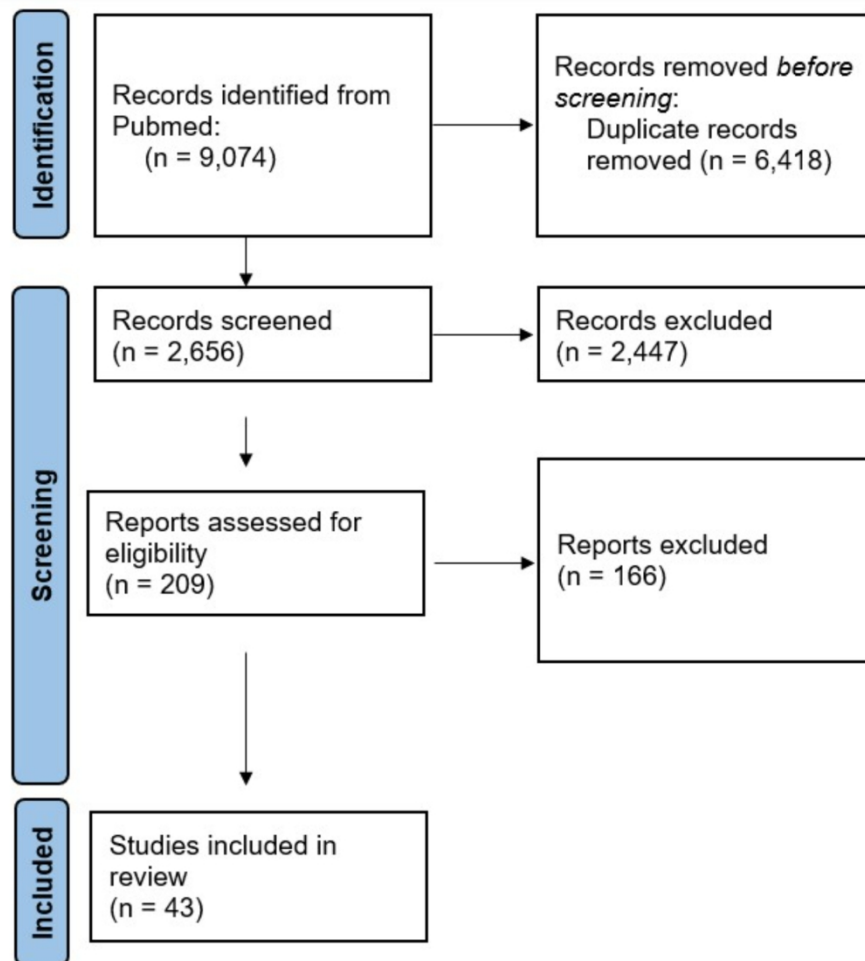 Identification
Records identified from
Pubmed:
(n = 9,074)
Records removed before
screening:
Duplicate records
removed (n = 6,418)
Screening
Records screened
(n = 2,656)
Records excluded
(n = 2,447)
Reports assessed for
eligibility
(n = 209)
Reports excluded
(n = 166)
Included
Studies included in
review
(n = 43)